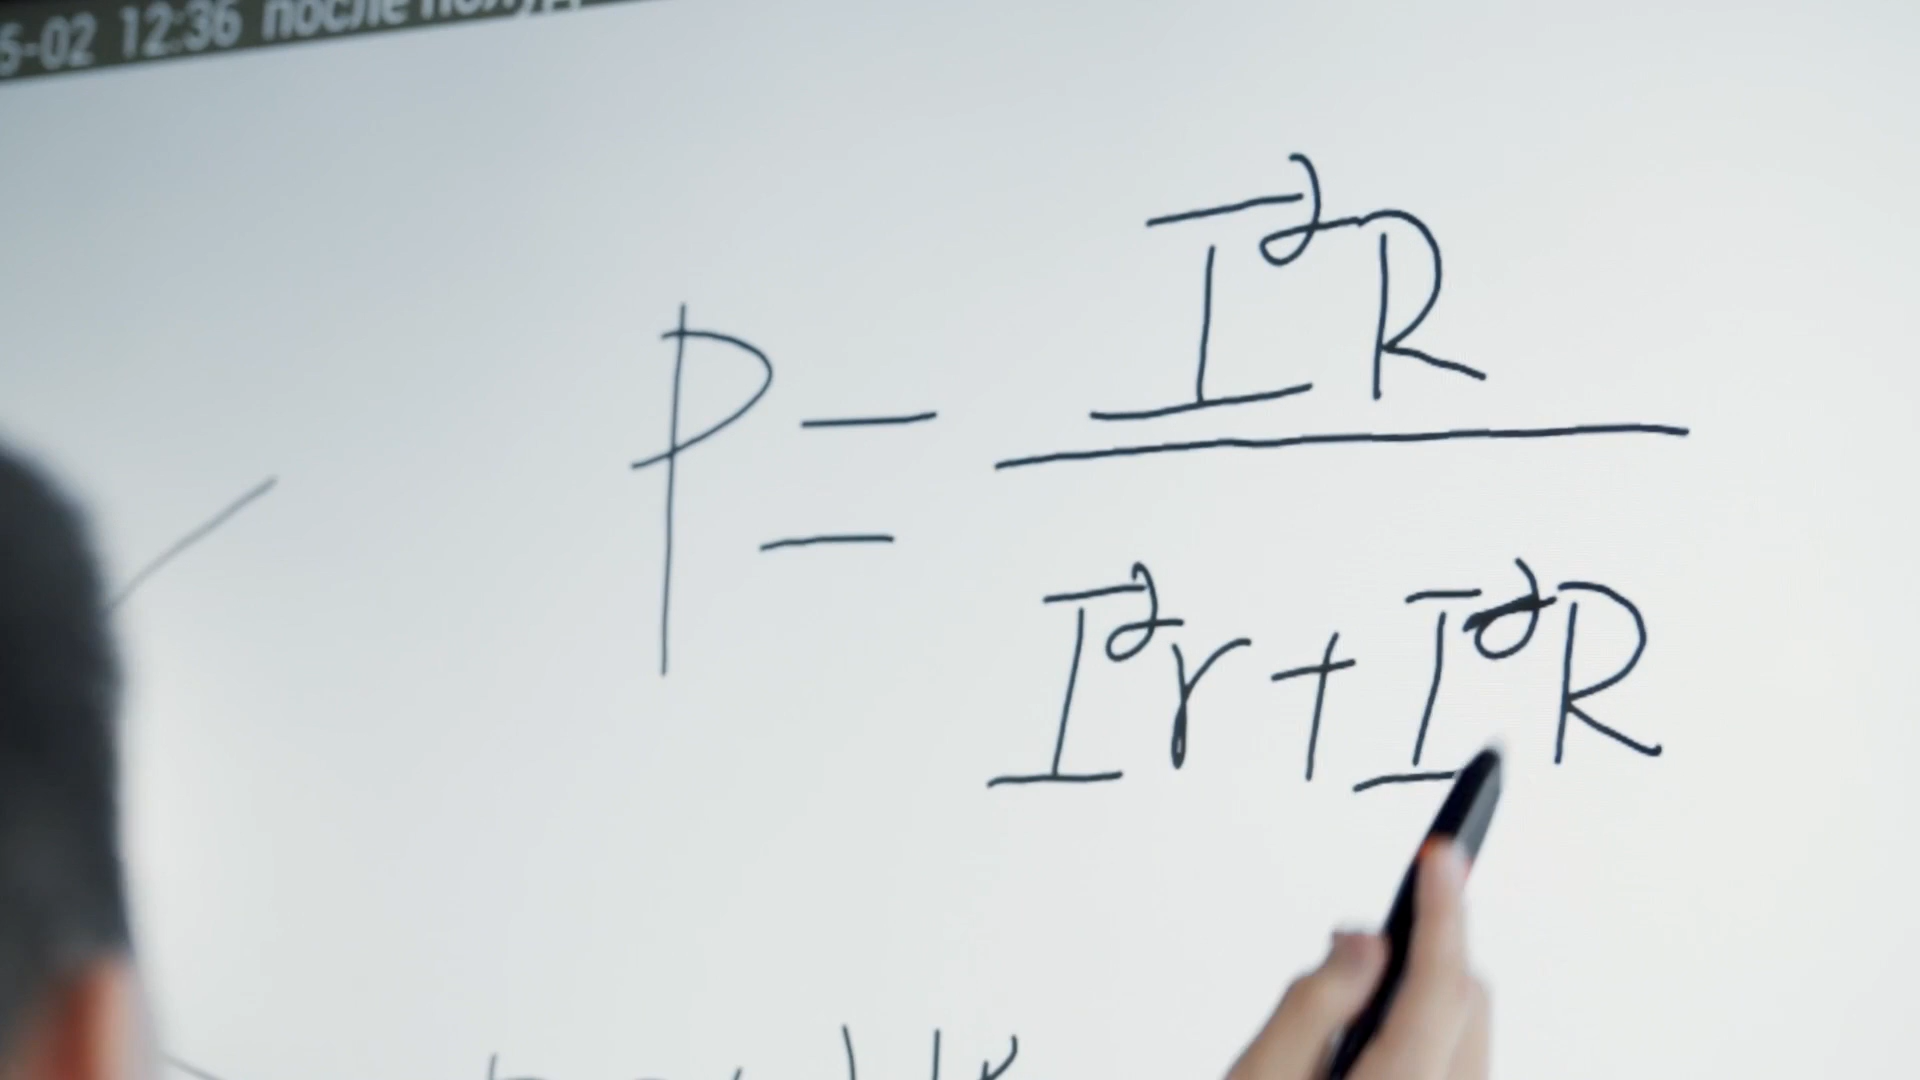 5-02 12:36 после
P = I²R / I²r + I²R